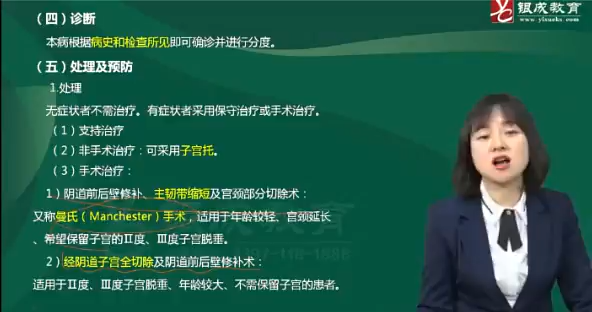 银成教育
www.yixueks.com
(四)诊断
本病根据病史和检查所见即可确诊并进行分度。
(五)处理及预防
1.处理
无症状者不需治疗。有症状者采用保守治疗或手术治疗。
(1)支持治疗
(2)非手术治疗:可采用子宫托。
(3)手术治疗:
1)阴道前后壁修补、主韧带缩短及宫颈部分切除术:
又称曼氏(Manchester)手术,适用于年龄较轻、宫颈延长
、希望保留子宫的Ⅱ度、Ⅲ度子宫脱垂。
2)经阴道子宫全切除及阴道前后壁修补术:
适用于Ⅱ度、Ⅲ度子宫脱垂、年龄较大、不需保留子宫的患者。